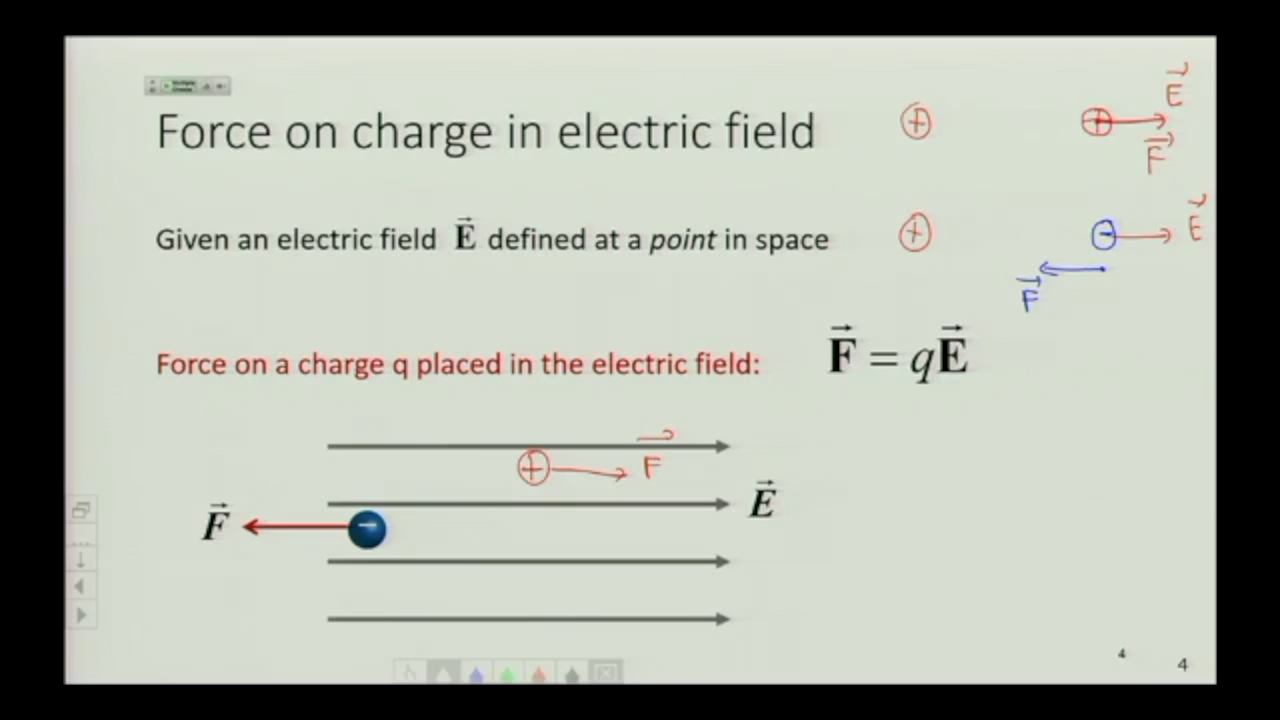 Force on charge in electric field
⊕ ⊕ E⃗
F⃗
Given an electric field E⃗ defined at a point in space
⊕ ⊖ E⃗
F⃗
Force on a charge q placed in the electric field: F⃗ = qE⃗
⊕ F⃗
E⃗
F⃗ −
4
4